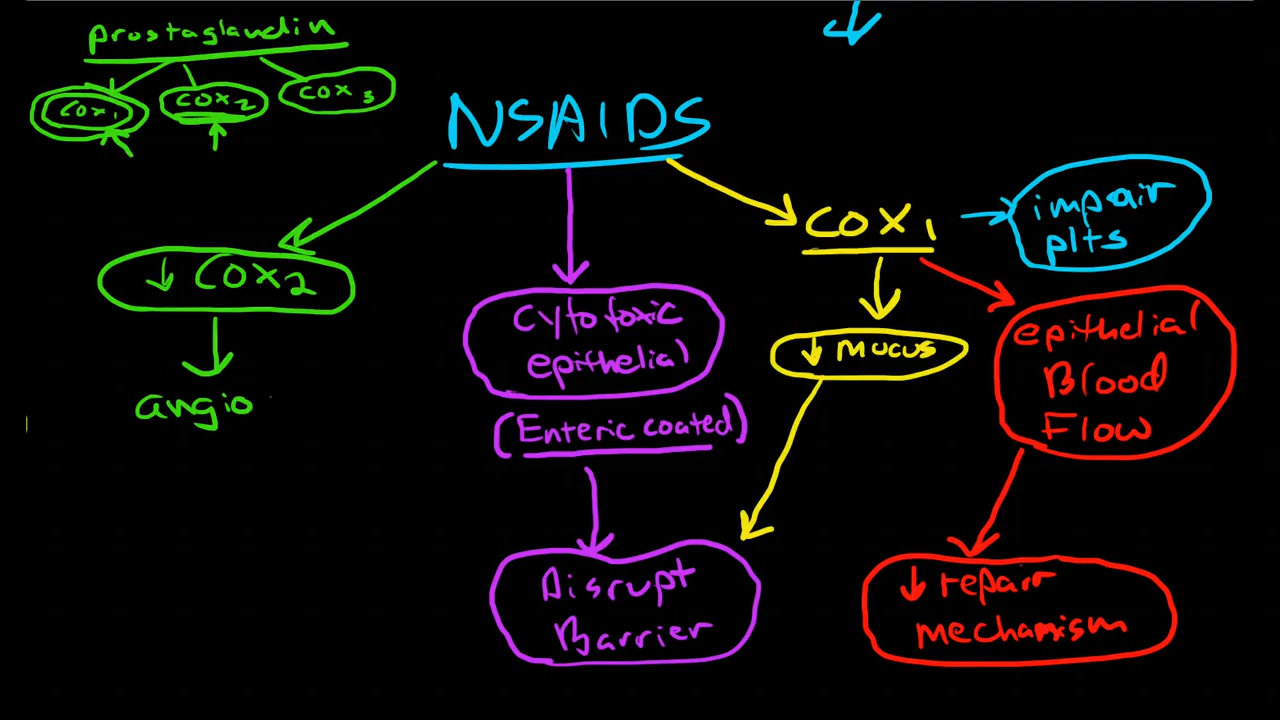 prostaglandin
COX1
COX2
COX3
NSAIDS
COX1
impair
plts
↓ COX2
Cytotoxic
epithelial
↓ Mucus
epithelial
Blood
Flow
angio
(Enteric coated)
Disrupt
Barrier
↓ repair
mechanism